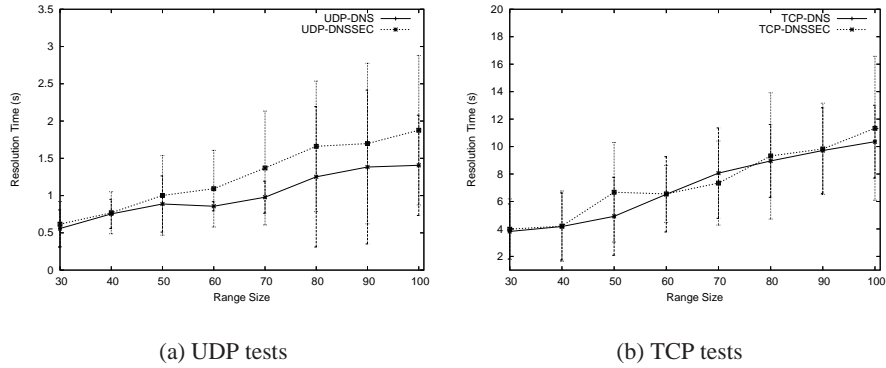 3.5
3
2.5
2
1.5
1
0.5
0
30 40 50 60 70 80 90 100
Resolution Time (s)
Range Size
UDP-DNS
UDP-DNSSEC
(a) UDP tests
20
18
16
14
12
10
8
6
4
2
30 40 50 60 70 80 90 100
Resolution Time (s)
Range Size
TCP-DNS
TCP-DNSSEC
(b) TCP tests